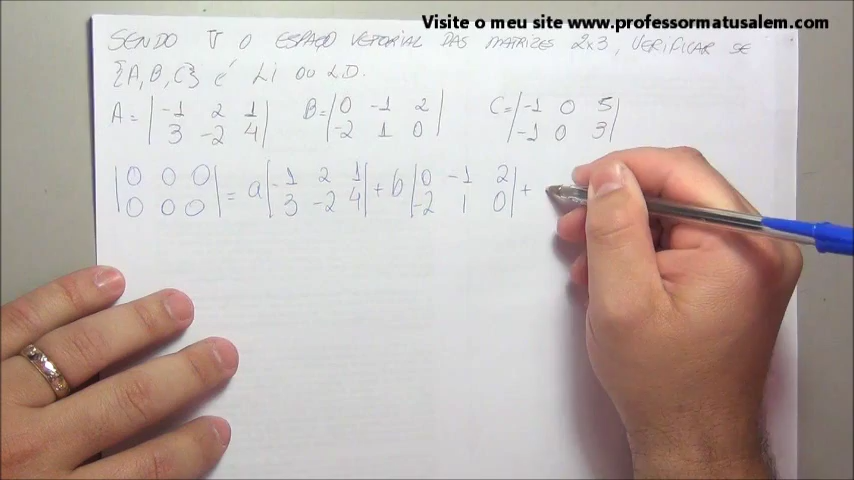 Visite o meu site www.professormatusalem.com
SENDO V O ESPAÇO VETORIAL DAS MATRIZES 2x3, VERIFICAR SE
{A, B, C} É LI OU LD.
A = | -1 2 1 | B = | 0 -1 2 | C = | -1 0 5 |
| 3 -2 4 | | -2 1 0 | | -1 0 3 |
| 0 0 0 | = a | -1 2 1 | + b | 0 -1 2 | +
| 0 0 0 | | 3 -2 4 | | -2 1 0 |